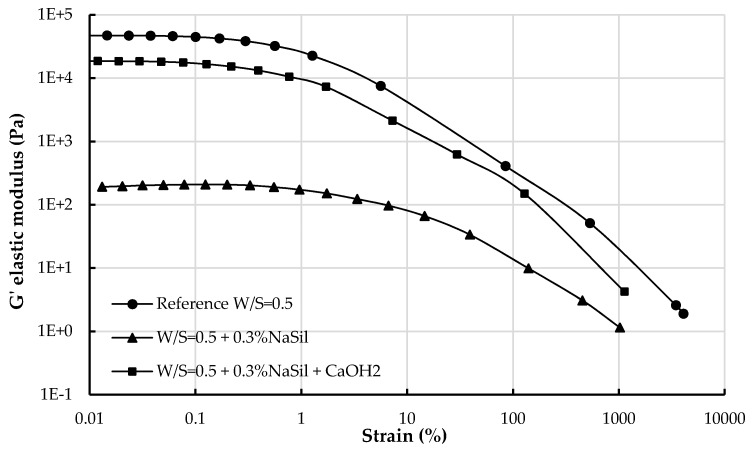 1E+5
1E+4
1E+3
1E+2
1E+1
1E+0
1E-1
G' elastic modulus (Pa)
Reference W/S=0.5
W/S=0.5 + 0.3%NaSil
W/S=0.5 + 0.3%NaSil + CaOH2
0.01 0.1 1 10 100 1000 10000
Strain (%)